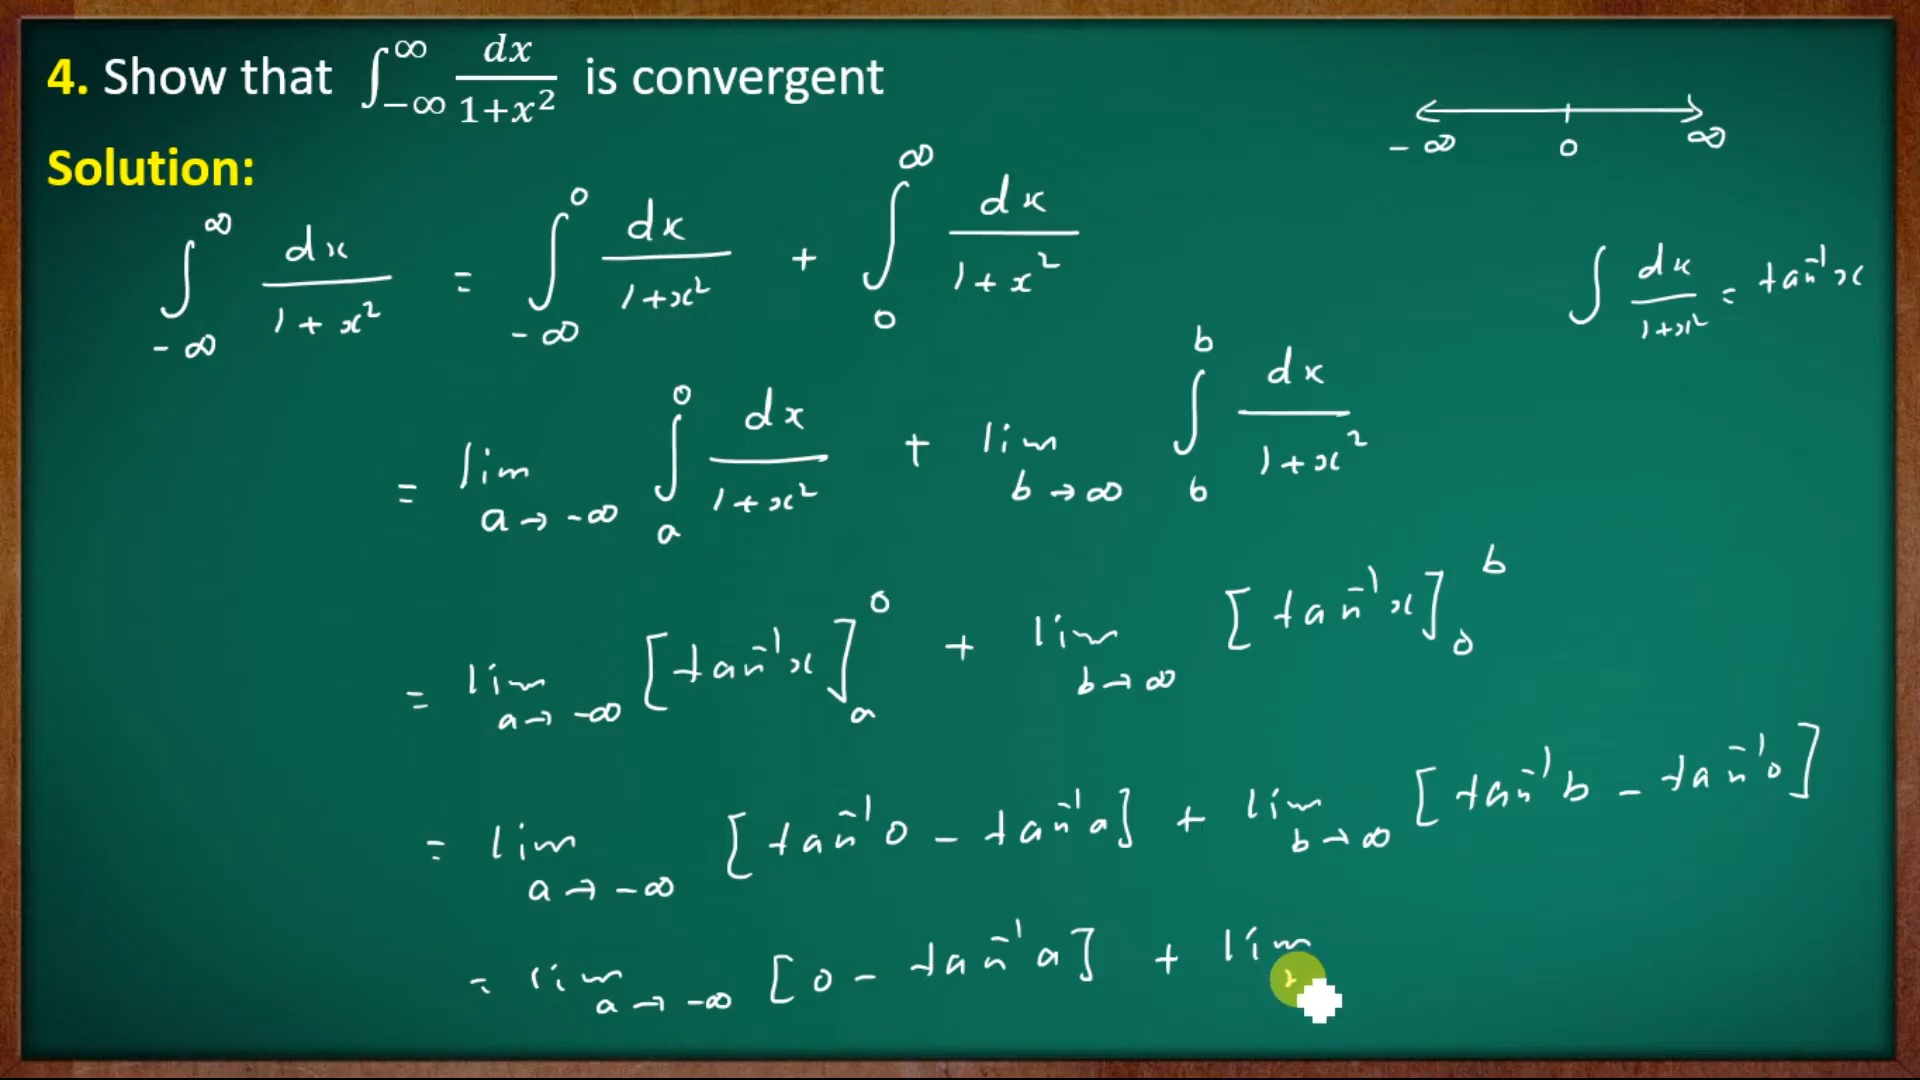 4. Show that ∫_{-∞}^{∞} dx/(1+x²) is convergent
-∞ 0 ∞
Solution:
∫_{-∞}^{∞} dx/(1+x²) = ∫_{-∞}^{0} dx/(1+x²) + ∫_{0}^{∞} dx/(1+x²)
∫ dx/(1+x²) = tan⁻¹x
= lim_{a→-∞} ∫_{a}^{0} dx/(1+x²) + lim_{b→∞} ∫_{b}^{b} dx/(1+x²)
= lim_{a→-∞} [tan⁻¹x]_{a}^{0} + lim_{b→∞} [tan⁻¹x]_{0}^{b}
= lim_{a→-∞} [tan⁻¹0 - tan⁻¹a] + lim_{b→∞} [tan⁻¹b - tan⁻¹0]
= lim_{a→-∞} [0 - tan⁻¹a] + lim